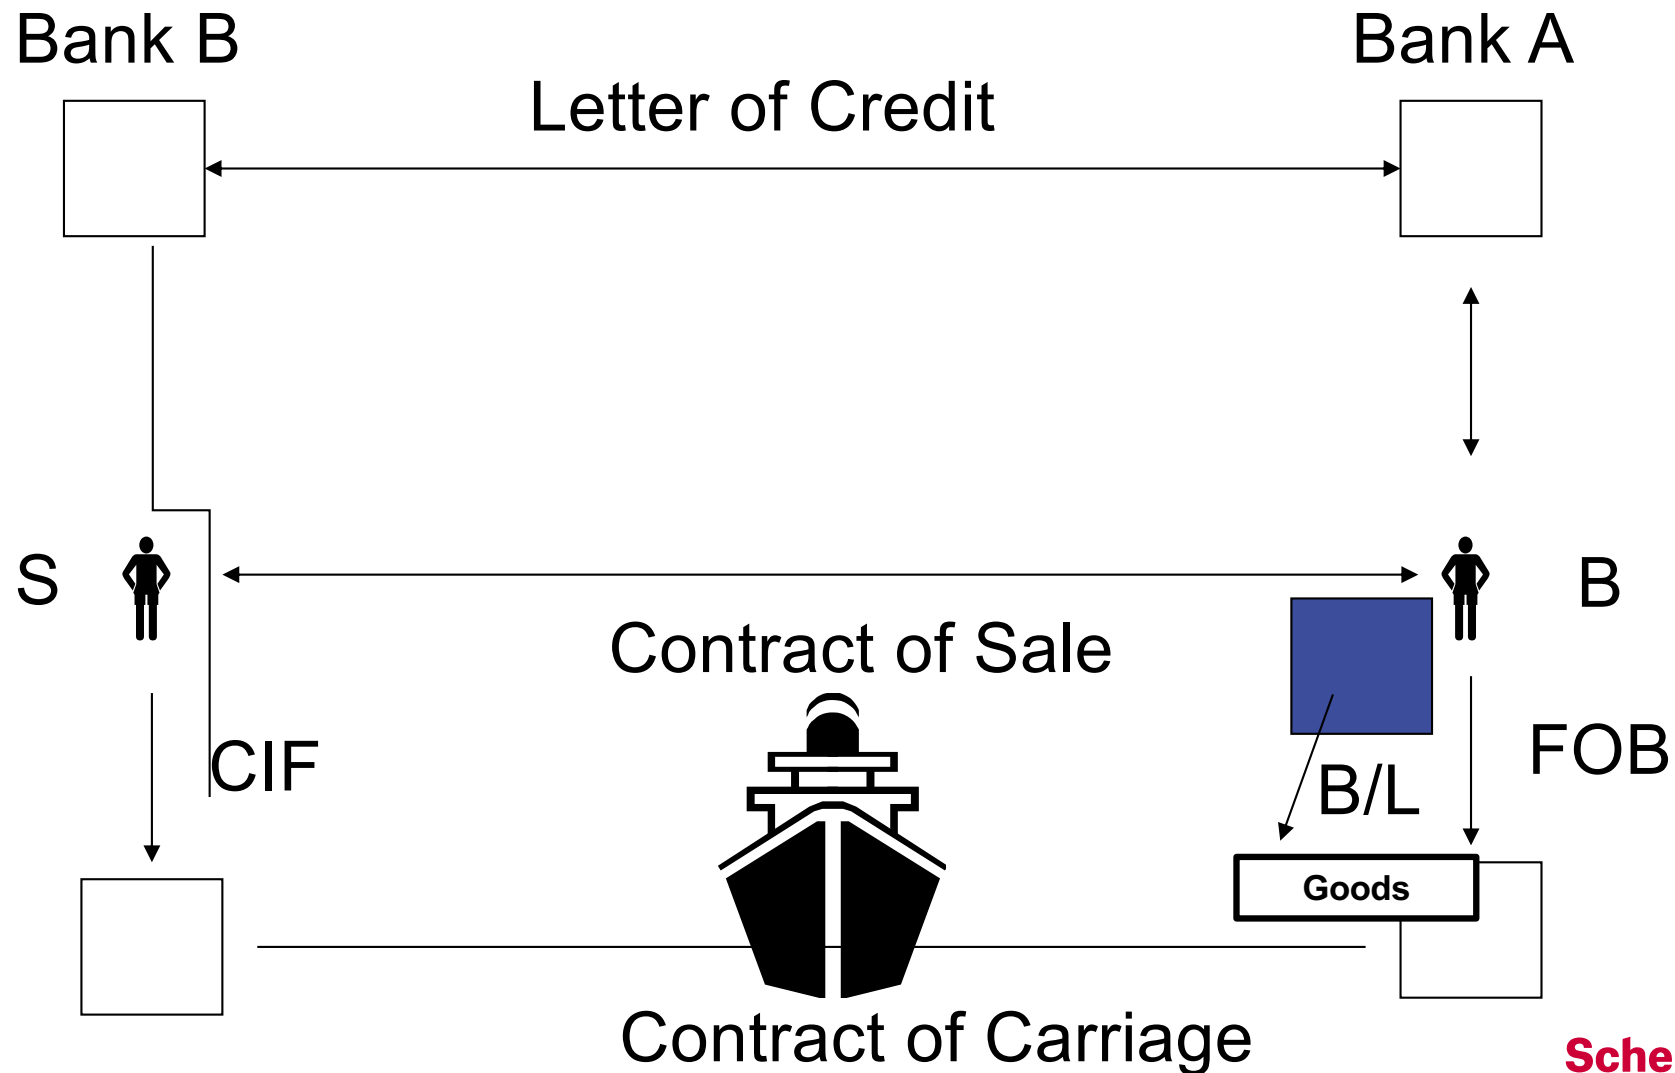 Bank B
Bank A
Letter of Credit
S
B
Contract of Sale
CIF
FOB
B/L
Goods
Contract of Carriage
Sche